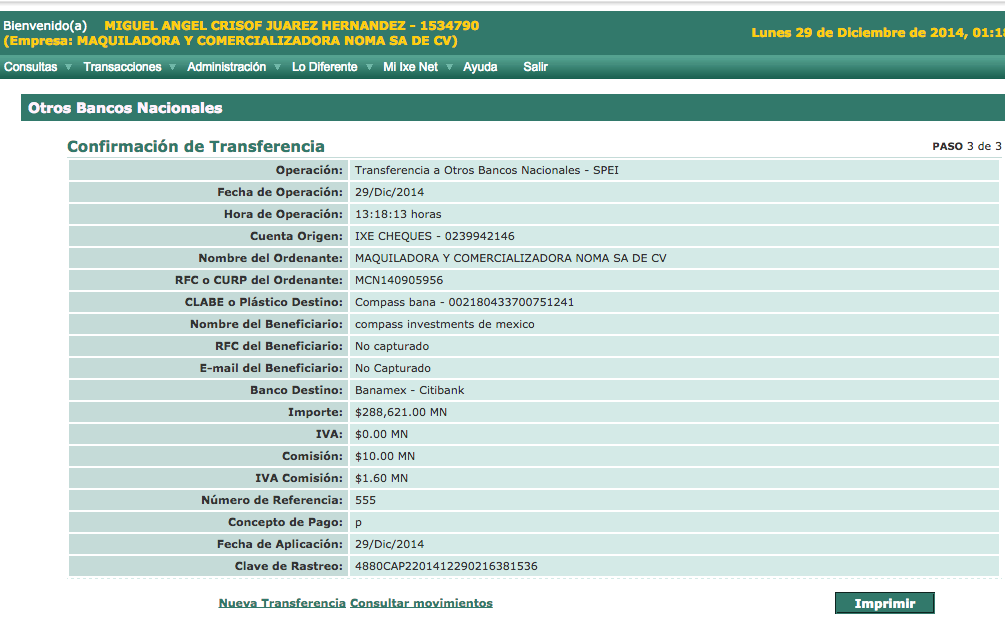 Bienvenido(a) MIGUEL ANGEL CRISOF JUAREZ HERNANDEZ - 1534790
(Empresa: MAQUILADORA Y COMERCIALIZADORA NOMA SA DE CV)
Lunes 29 de Diciembre de 2014, 01:18
Consultas Transacciones Administración Lo Diferente Mi Ixe Net Ayuda Salir
Otros Bancos Nacionales
Confirmación de Transferencia PASO 3 de 3
Operación: Transferencia a Otros Bancos Nacionales - SPEI
Fecha de Operación: 29/Dic/2014
Hora de Operación: 13:18:13 horas
Cuenta Origen: IXE CHEQUES - 0239942146
Nombre del Ordenante: MAQUILADORA Y COMERCIALIZADORA NOMA SA DE CV
RFC o CURP del Ordenante: MCN140905956
CLABE o Plástico Destino: Compass bana - 002180433700751241
Nombre del Beneficiario: compass investments de mexico
RFC del Beneficiario: No capturado
E-mail del Beneficiario: No Capturado
Banco Destino: Banamex - Citibank
Importe: $288,621.00 MN
IVA: $0.00 MN
Comisión: $10.00 MN
IVA Comisión: $1.60 MN
Número de Referencia: 555
Concepto de Pago: p
Fecha de Aplicación: 29/Dic/2014
Clave de Rastreo: 4880CAP2201412290216381536
Nueva Transferencia Consultar movimientos Imprimir